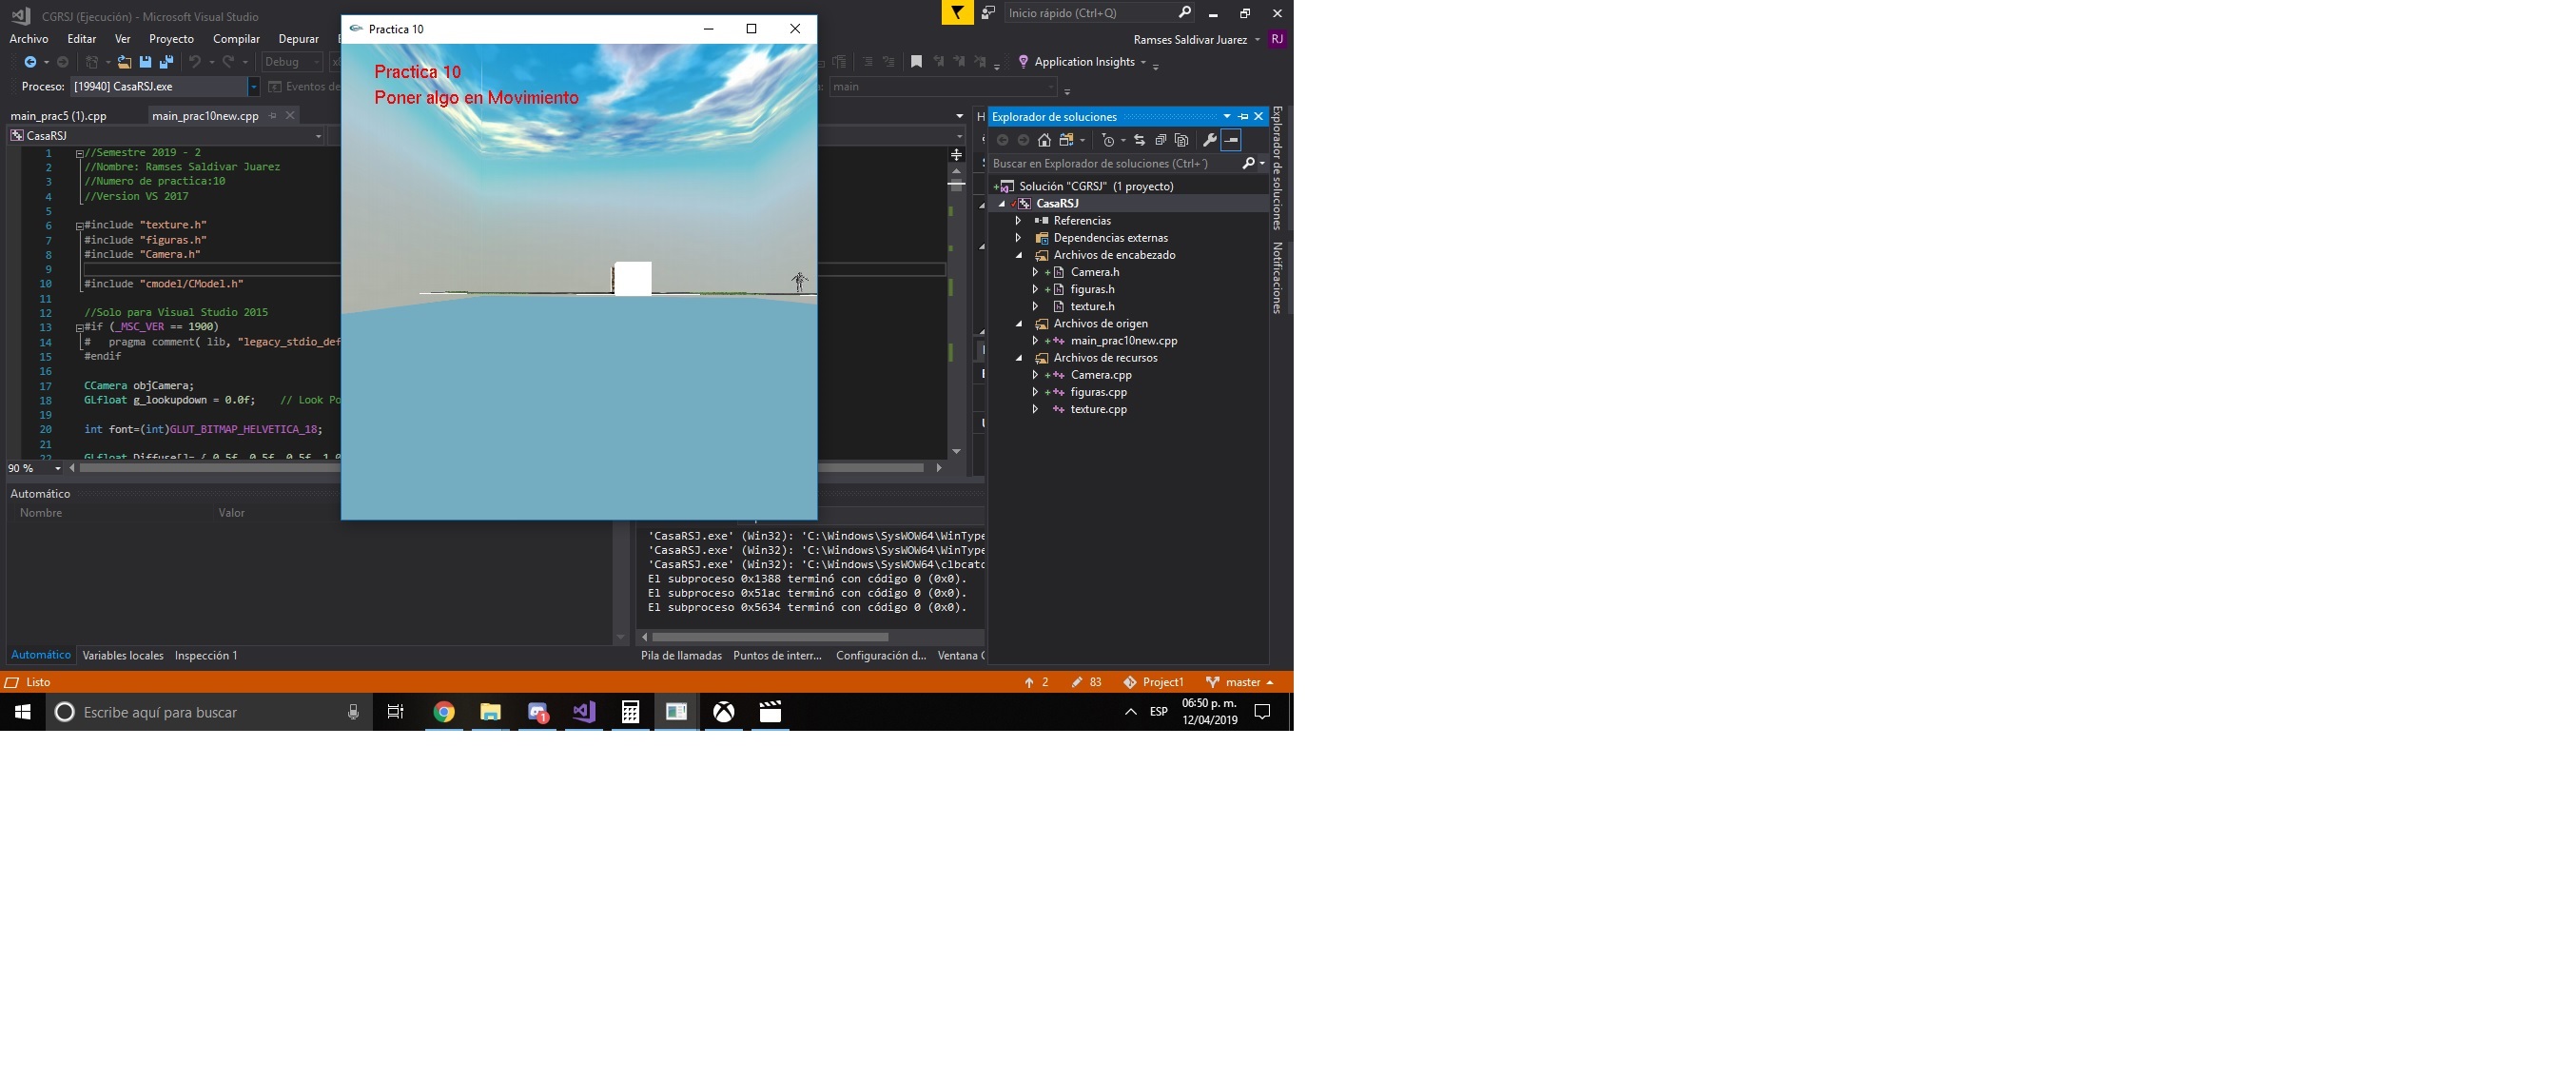 CGRSJ (Ejecución) - Microsoft Visual Studio
Inicio rápido (Ctrl+Q)
Archivo Editar Ver Proyecto Compilar Depurar
Ramses Saldivar Juarez RJ
Debug
Application Insights
Proceso: [19940] CasaRSJ.exe Eventos de
main
Practica 10
Practica 10
Poner algo en Movimiento
main_prac5 (1).cpp main_prac10new.cpp
CasaRSJ
1 //Semestre 2019 - 2
2 //Nombre: Ramses Saldivar Juarez
3 //Numero de practica:10
4 //Version VS 2017
5
6 #include "texture.h"
7 #include "figuras.h"
8 #include "Camera.h"
9
10 #include "cmodel/CModel.h"
11
12 //Solo para Visual Studio 2015
13 #if (_MSC_VER == 1900)
14 # pragma comment( lib, "legacy_stdio_def
15 #endif
16
17 CCamera objCamera;
18 GLfloat g_lookupdown = 0.0f; // Look Po
19
20 int font=(int)GLUT_BITMAP_HELVETICA_18;
21
22 GLfloat Diffuse[]= { 0.5f, 0.5f, 0.5f, 1.0
90 %
Automático
Nombre Valor
Automático Variables locales Inspección 1
'CasaRSJ.exe' (Win32): 'C:\Windows\SysWOW64\WinType
'CasaRSJ.exe' (Win32): 'C:\Windows\SysWOW64\WinType
'CasaRSJ.exe' (Win32): 'C:\Windows\SysWOW64\clbcatq
El subproceso 0x1388 terminó con código 0 (0x0).
El subproceso 0x51ac terminó con código 0 (0x0).
El subproceso 0x5634 terminó con código 0 (0x0).
Pila de llamadas Puntos de interr... Configuración d... Ventana
Explorador de soluciones
Buscar en Explorador de soluciones (Ctrl+´)
Solución "CGRSJ" (1 proyecto)
CasaRSJ
Referencias
Dependencias externas
Archivos de encabezado
Camera.h
figuras.h
texture.h
Archivos de origen
main_prac10new.cpp
Archivos de recursos
Camera.cpp
figuras.cpp
texture.cpp
Explorador de soluciones
Notificaciones
Listo
2 83 Project1 master
Escribe aquí para buscar
1
ESP
06:50 p. m.
12/04/2019